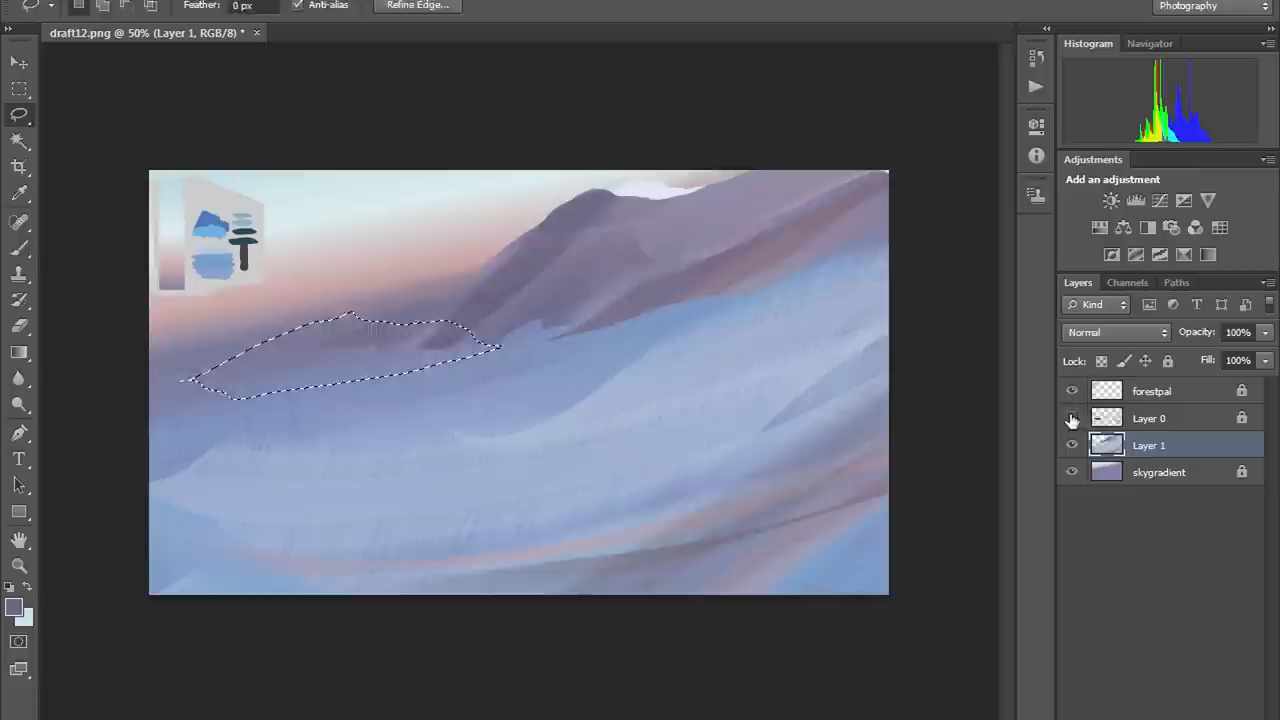 Feather: 0 px Anti-alias Refine Edge... Photography
draft12.png @ 50% (Layer 1, RGB/8) * ×
Histogram Navigator
Adjustments
Add an adjustment
Layers Channels Paths
Kind T
Normal Opacity: 100%
Lock: Fill: 100%
forestpal
Layer 0
Layer 1
skygradient
T